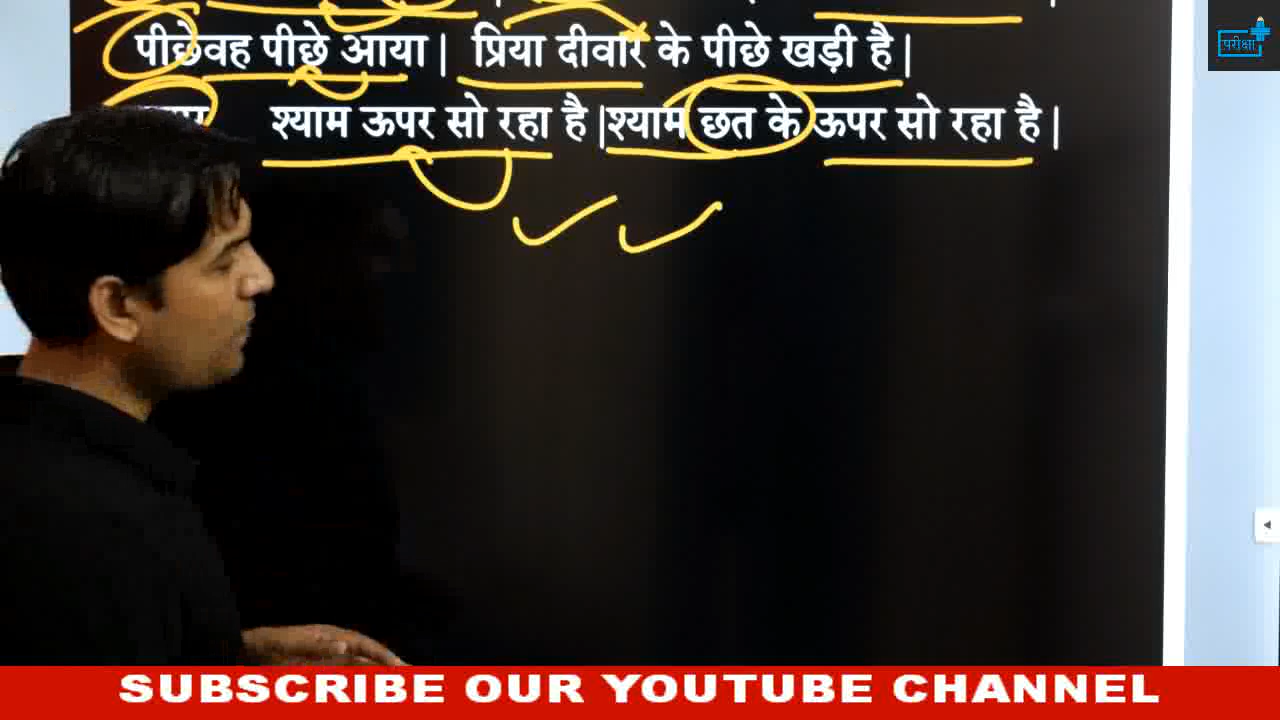 परीक्षा
पीछे वह पीछे आया | प्रिया दीवार के पीछे खड़ी है |
श्याम ऊपर सो रहा है | श्याम छत के ऊपर सो रहा है |
SUBSCRIBE OUR YOUTUBE CHANNEL